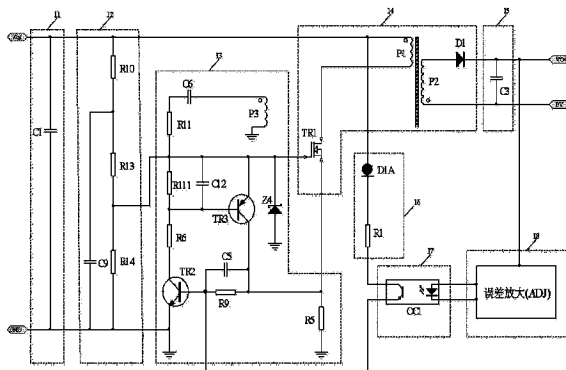 11
12
14
15
R10
P1
D1
C6
13
P2
C3
R11
P3
TR1
C1
R13
R111
C12
Z4
D1A
TR3
16
R6
R1
C9
R14
C5
17
18
TR2
R9
R5
OC1
误差放大(ADJ)